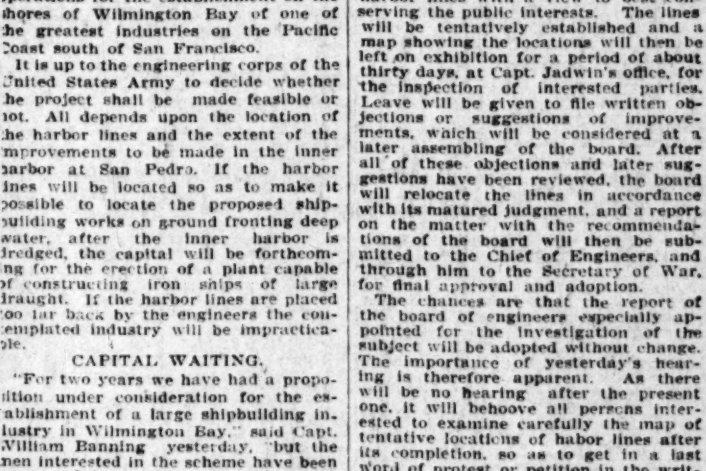 shores of Wilmington Bay of one of
the greatest industries on the Pacific
Coast south of San Francisco.
It is up to the engineering corps of the
United States Army to decide whether
the project shall be made feasible or
not. All depends upon the location of
the harbor lines and the extent of the
improvements to be made in the inner
harbor at San Pedro. If the harbor
lines will be located so as to make it
possible to locate the proposed ship-
building works on ground fronting deep
water, after the inner harbor is
dredged, the capital will be forthcom-
ing for the erection of a plant capable
of constructing iron ships of large
draught. If the harbor lines are placed
too far back by the engineers the con-
templated industry will be impractica-
ble.
CAPITAL WAITING.
"For two years we have had a propo-
sition under consideration for the es-
tablishment of a large shipbuilding in-
dustry in Wilmington Bay," said Capt.
William Banning yesterday, "but the
men interested in the scheme have been
serving the public interests. The lines
will be tentatively established and a
map showing the locations will then be
left on exhibition for a period of about
thirty days, at Capt. Jadwin's office, for
the inspection of interested parties.
Leave will be given to file written ob-
jections or suggestions of improve-
ments, which will be considered at a
later assembling of the board. After
all of these objections and later sug-
gestions have been reviewed, the board
will relocate the lines in accordance
with its matured judgment, and a report
on the matter with the recommenda-
tions of the board will then be sub-
mitted to the Chief of Engineers, and
through him to the Secretary of War,
for final approval and adoption.
The chances are that the report of
the board of engineers especially ap-
pointed for the investigation of the
subject will be adopted without change.
The importance of yesterday's hear-
ing is therefore apparent. As there
will be no hearing after the present
one, it will behoove all persons inter-
ested to examine carefully the map of
tentative locations of habor lines after
its completion, so as to get in a last
word of protest or petition in the writ-